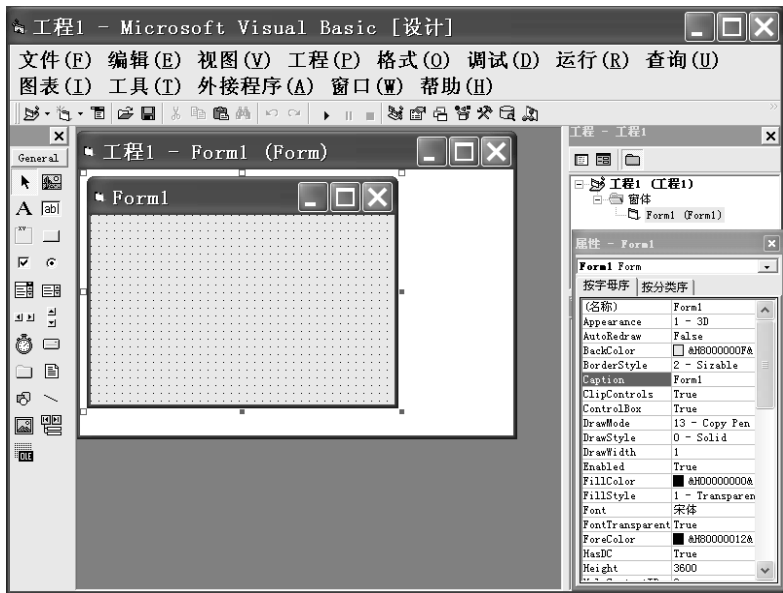 工程1 - Microsoft Visual Basic [设计]
文件(F) 编辑(E) 视图(V) 工程(P) 格式(O) 调试(D) 运行(R) 查询(U)
图表(I) 工具(T) 外接程序(A) 窗口(W) 帮助(H)
General
A
ab
XY
OLE
工程1 - Form1 (Form)
Form1
工程 - 工程1
工程1 (工程1)
窗体
Form1 (Form1)
属性 - Form1
Form1 Form
按字母序 按分类序
(名称) Form1
Appearance 1 - 3D
AutoRedraw False
BackColor &H8000000F&
BorderStyle 2 - Sizable
Caption Form1
ClipControls True
ControlBox True
DrawMode 13 - Copy Pen
DrawStyle 0 - Solid
DrawWidth 1
Enabled True
FillColor &H00000000&
FillStyle 1 - Transparen
Font 宋体
FontTransparent True
ForeColor &H80000012&
HasDC True
Height 3600